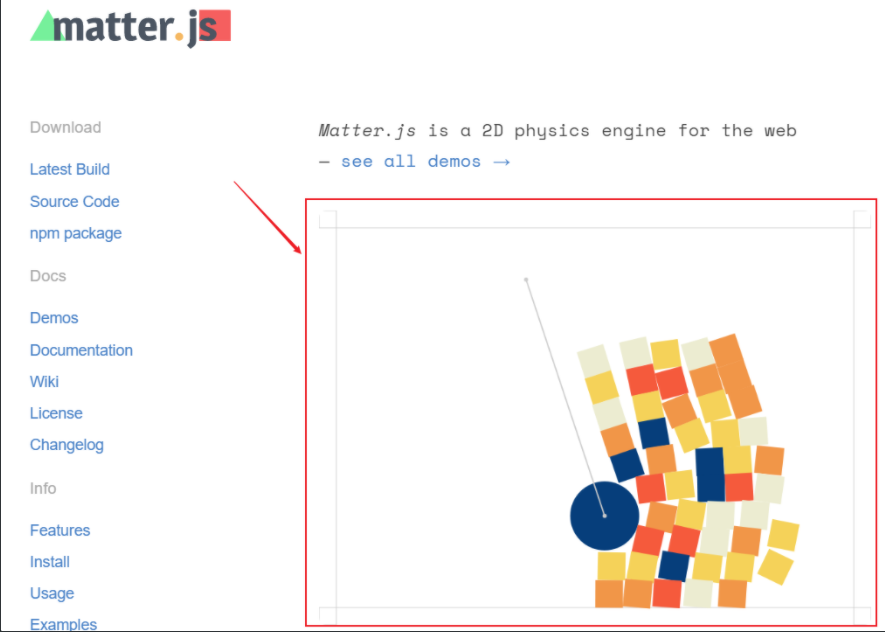 matter.js
Download
Latest Build
Source Code
npm package
Docs
Demos
Documentation
Wiki
License
Changelog
Info
Features
Install
Usage
Examples
Matter.js is a 2D physics engine for the web
— see all demos →